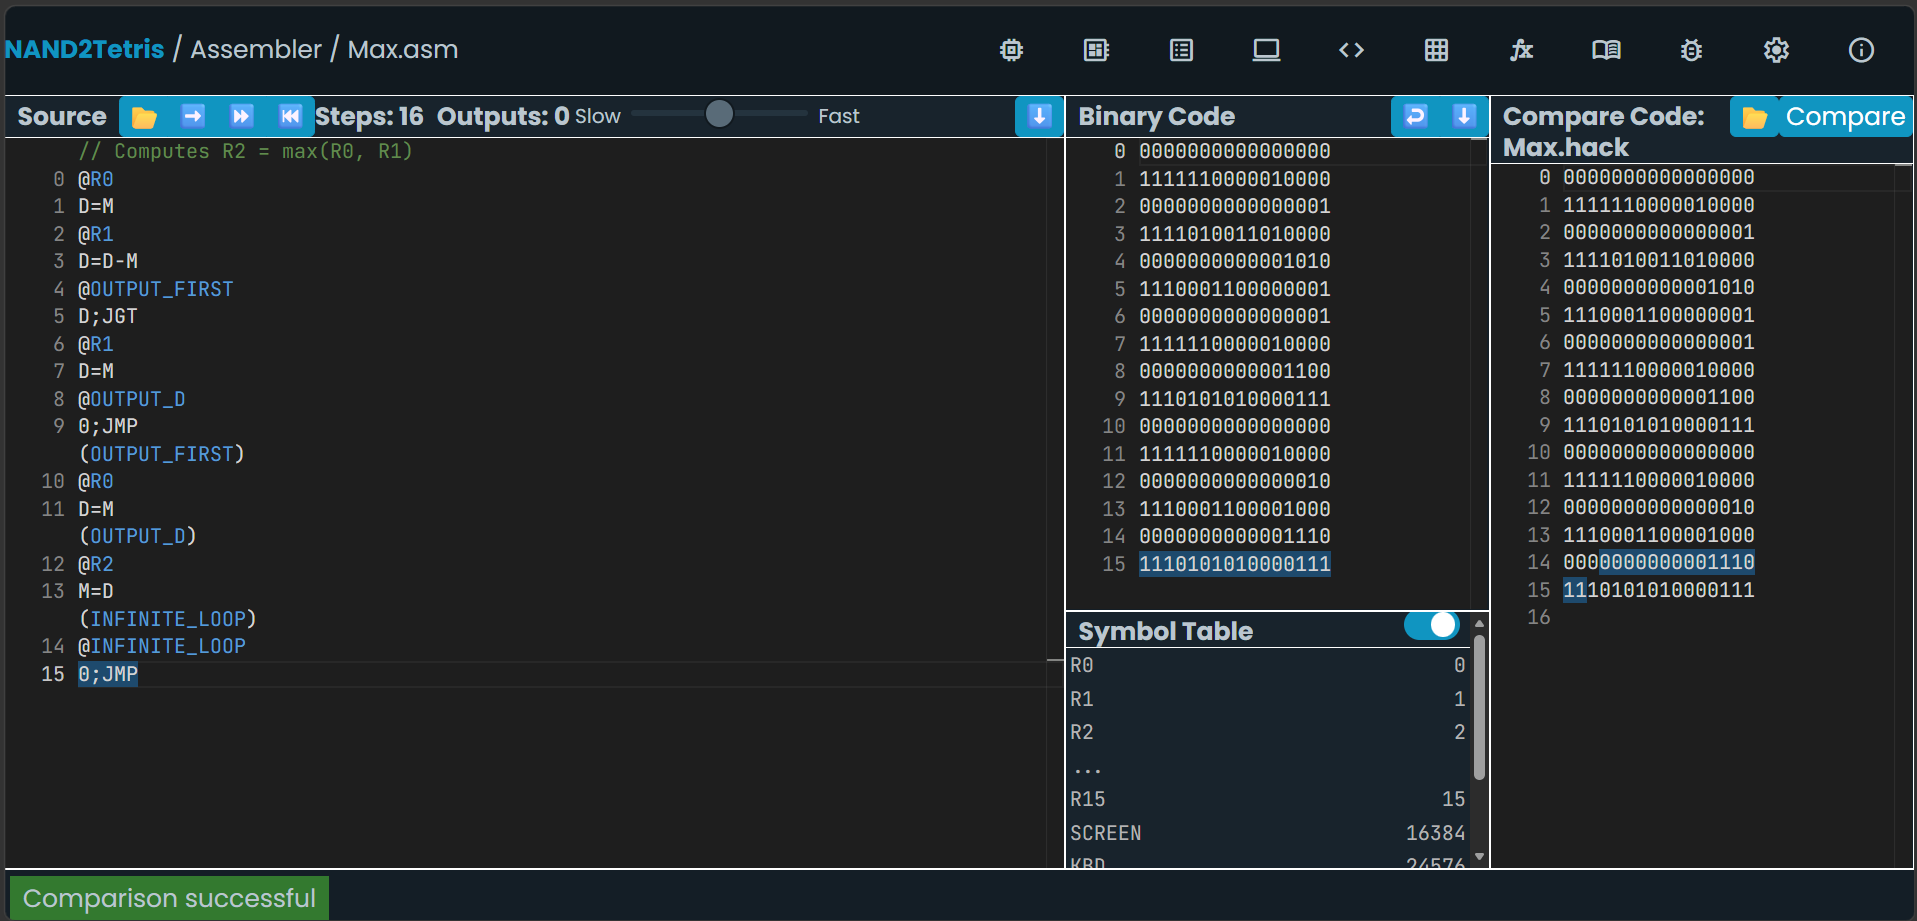 NAND2Tetris / Assembler / Max.asm
Source Steps: 16 Outputs: 0 Slow Fast
// Computes R2 = max(R0, R1)
0 @R0
1 D=M
2 @R1
3 D=D-M
4 @OUTPUT_FIRST
5 D;JGT
6 @R1
7 D=M
8 @OUTPUT_D
9 0;JMP
(OUTPUT_FIRST)
10 @R0
11 D=M
(OUTPUT_D)
12 @R2
13 M=D
(INFINITE_LOOP)
14 @INFINITE_LOOP
15 0;JMP
Binary Code
0 0000000000000000
1 1111110000010000
2 0000000000000001
3 1111010011010000
4 0000000000001010
5 1110001100000001
6 0000000000000001
7 1111110000010000
8 0000000000001100
9 1110101010000111
10 0000000000000000
11 1111110000010000
12 0000000000000010
13 1110001100001000
14 0000000000001110
15 1110101010000111
Symbol Table
R0 0
R1 1
R2 2
...
R15 15
SCREEN 16384
KBD 24576
Compare Code: Compare
Max.hack
0 0000000000000000
1 1111110000010000
2 0000000000000001
3 1111010011010000
4 0000000000001010
5 1110001100000001
6 0000000000000001
7 1111110000010000
8 0000000000001100
9 1110101010000111
10 0000000000000000
11 1111110000010000
12 0000000000000010
13 1110001100001000
14 0000000000001110
15 1110101010000111
16
Comparison successful